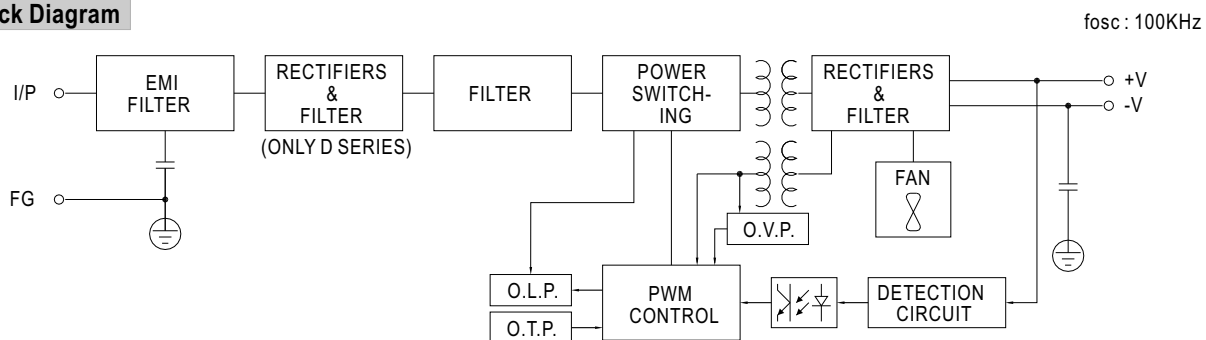 ck Diagram
fosc : 100KHz
I/P
EMI
FILTER
RECTIFIERS
&
FILTER
(ONLY D SERIES)
FILTER
POWER
SWITCH-
ING
RECTIFIERS
&
FILTER
+V
-V
FG
FAN
O.V.P.
O.L.P.
O.T.P.
PWM
CONTROL
DETECTION
CIRCUIT